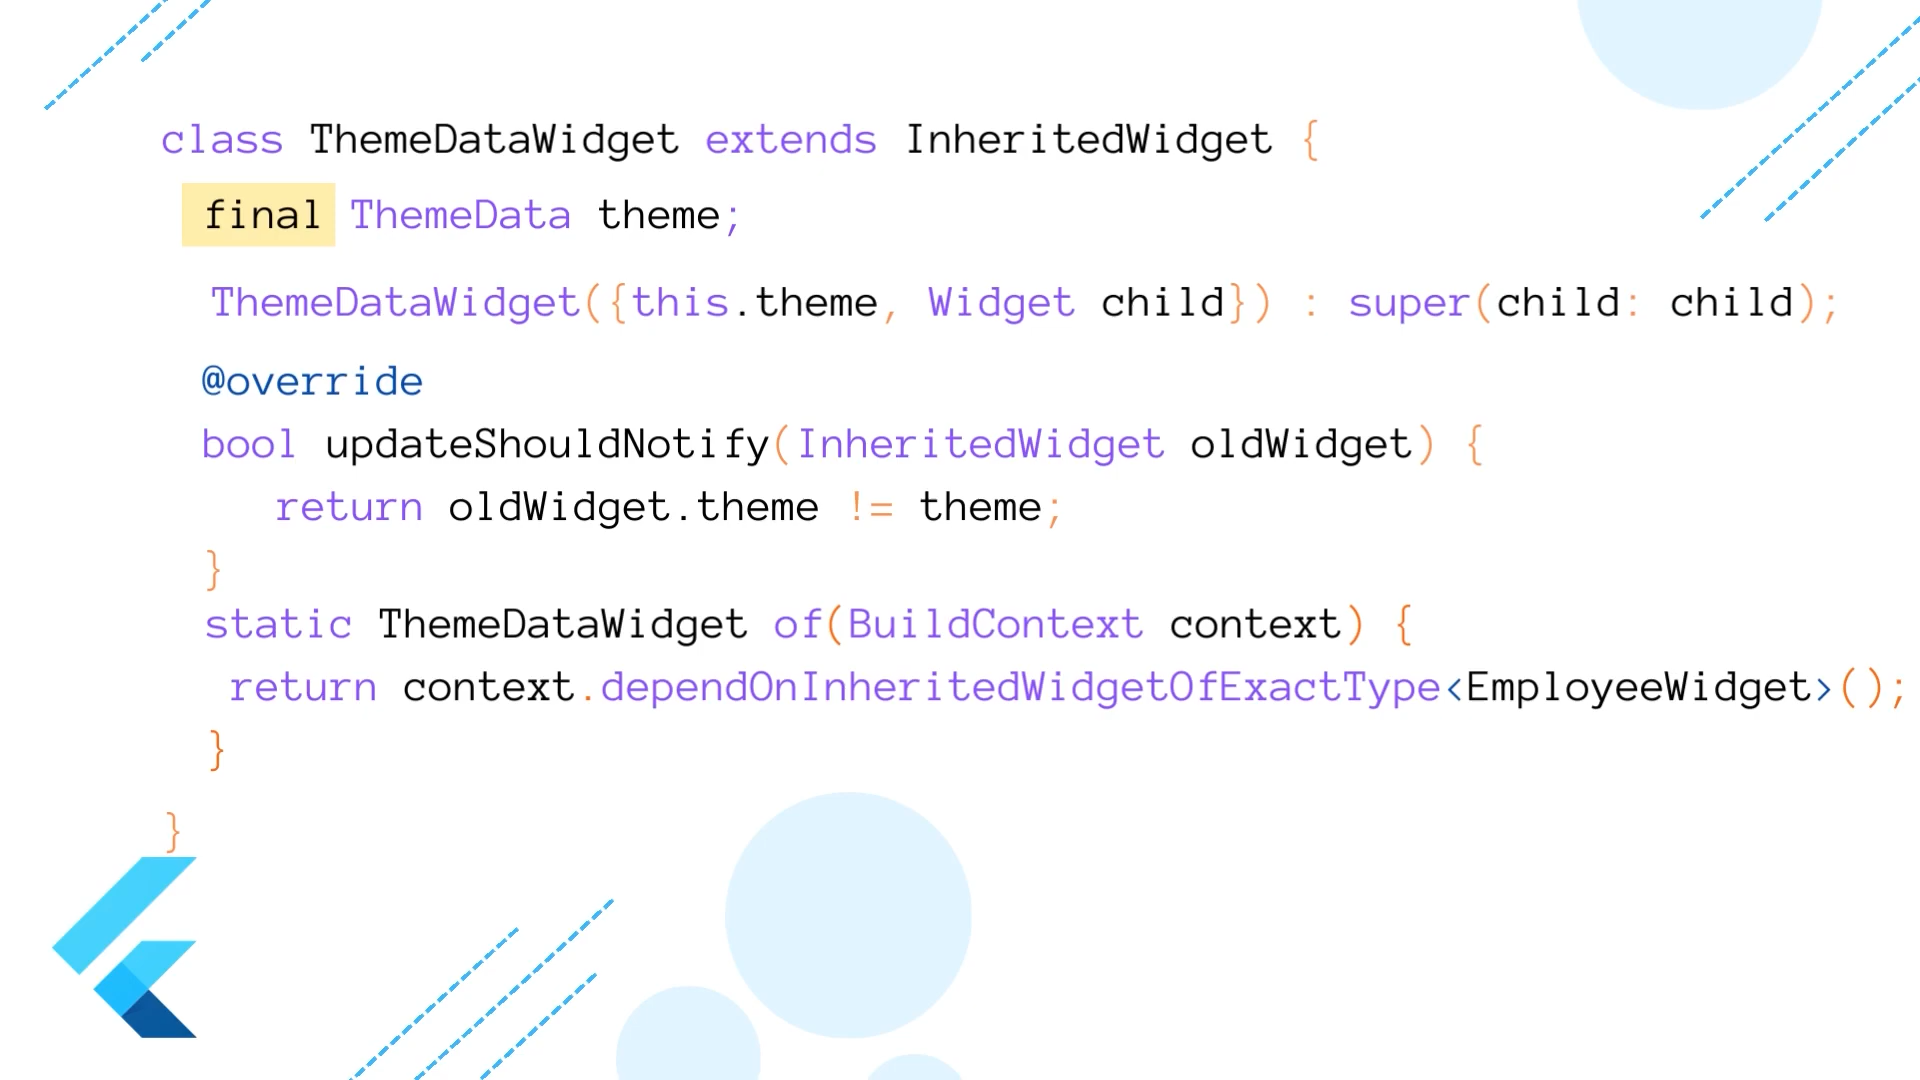 class ThemeDataWidget extends InheritedWidget {
final ThemeData theme;
ThemeDataWidget({this.theme, Widget child}) : super(child: child);
@override
bool updateShouldNotify(InheritedWidget oldWidget) {
return oldWidget.theme != theme;
}
static ThemeDataWidget of(BuildContext context) {
return context.dependOnInheritedWidgetOfExactType<EmployeeWidget>();
}
}